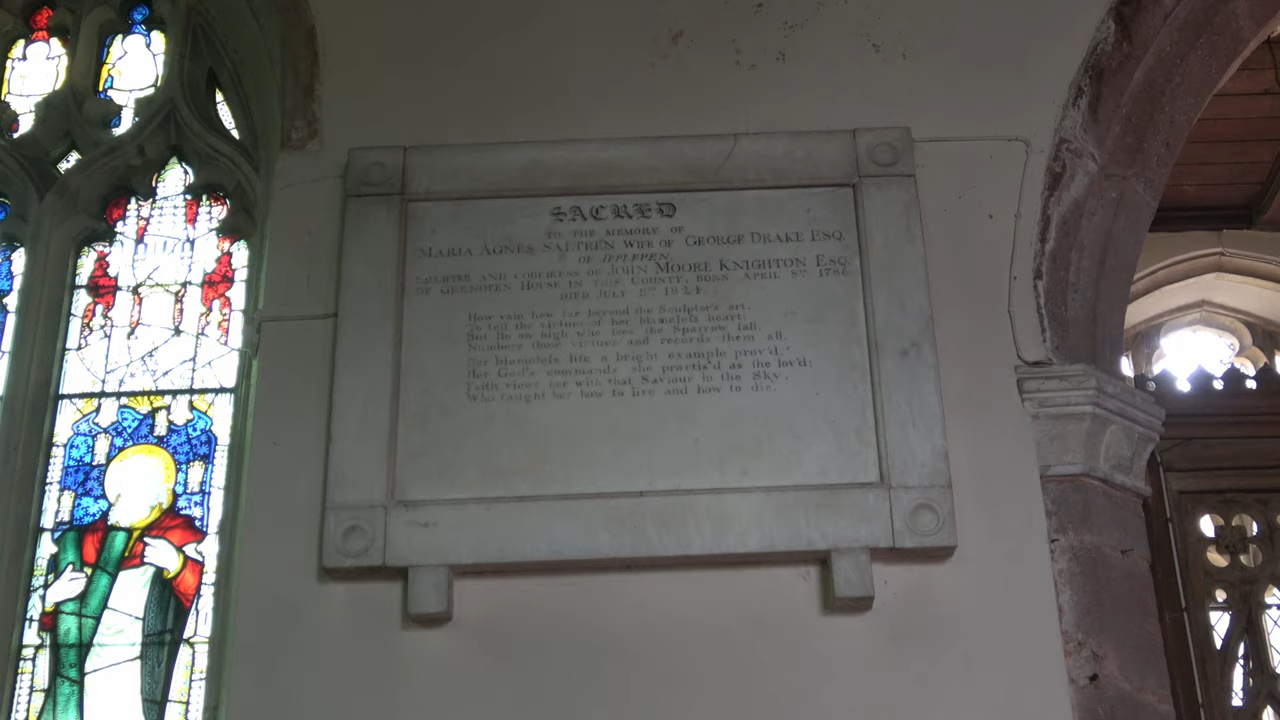 SACRED
TO THE MEMORY OF
MARIA AGNES SALTREN WIFE OF GEORGE DRAKE ESQ.
OF IPPLEPEN,
DAUGHTER AND COHEIRESS OF JOHN MOORE KNIGHTON ESQ.
OF GRENOFEN HOUSE IN THIS COUNTY, BORN APRIL 8TH 1786
DIED JULY 1824
How vain how far beyond the Sculptor's art,
To tell the virtues of her blameless heart:
But He on high who sees the Sparrow fall,
Numbers those virtues and records them all.
Her blameless life a bright example prov'd,
Her God's commands she practis'd as she lov'd:
Faith views her with that Saviour in the Sky,
Who taught her how to live and how to die.